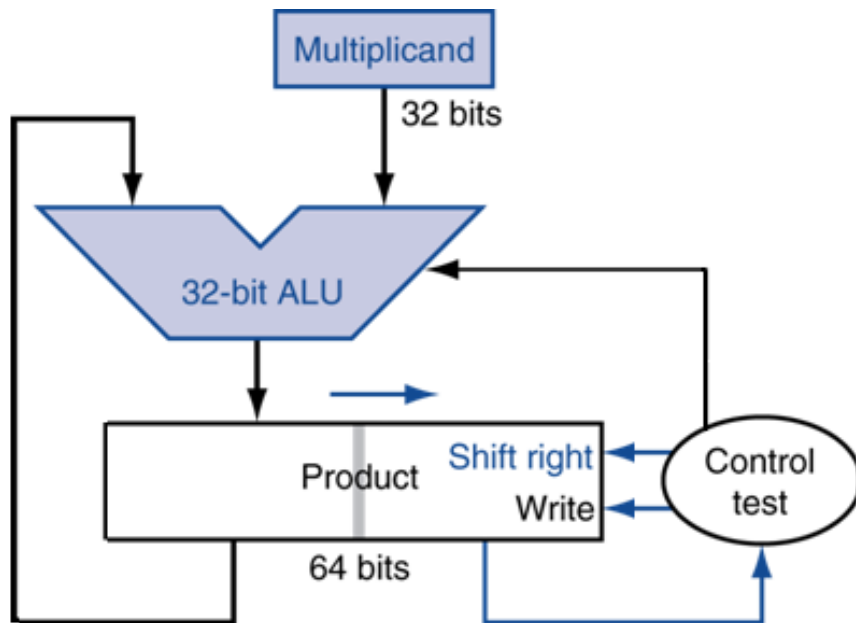 Multiplicand
32 bits
32-bit ALU
Product
Shift right
Write
Control
test
64 bits